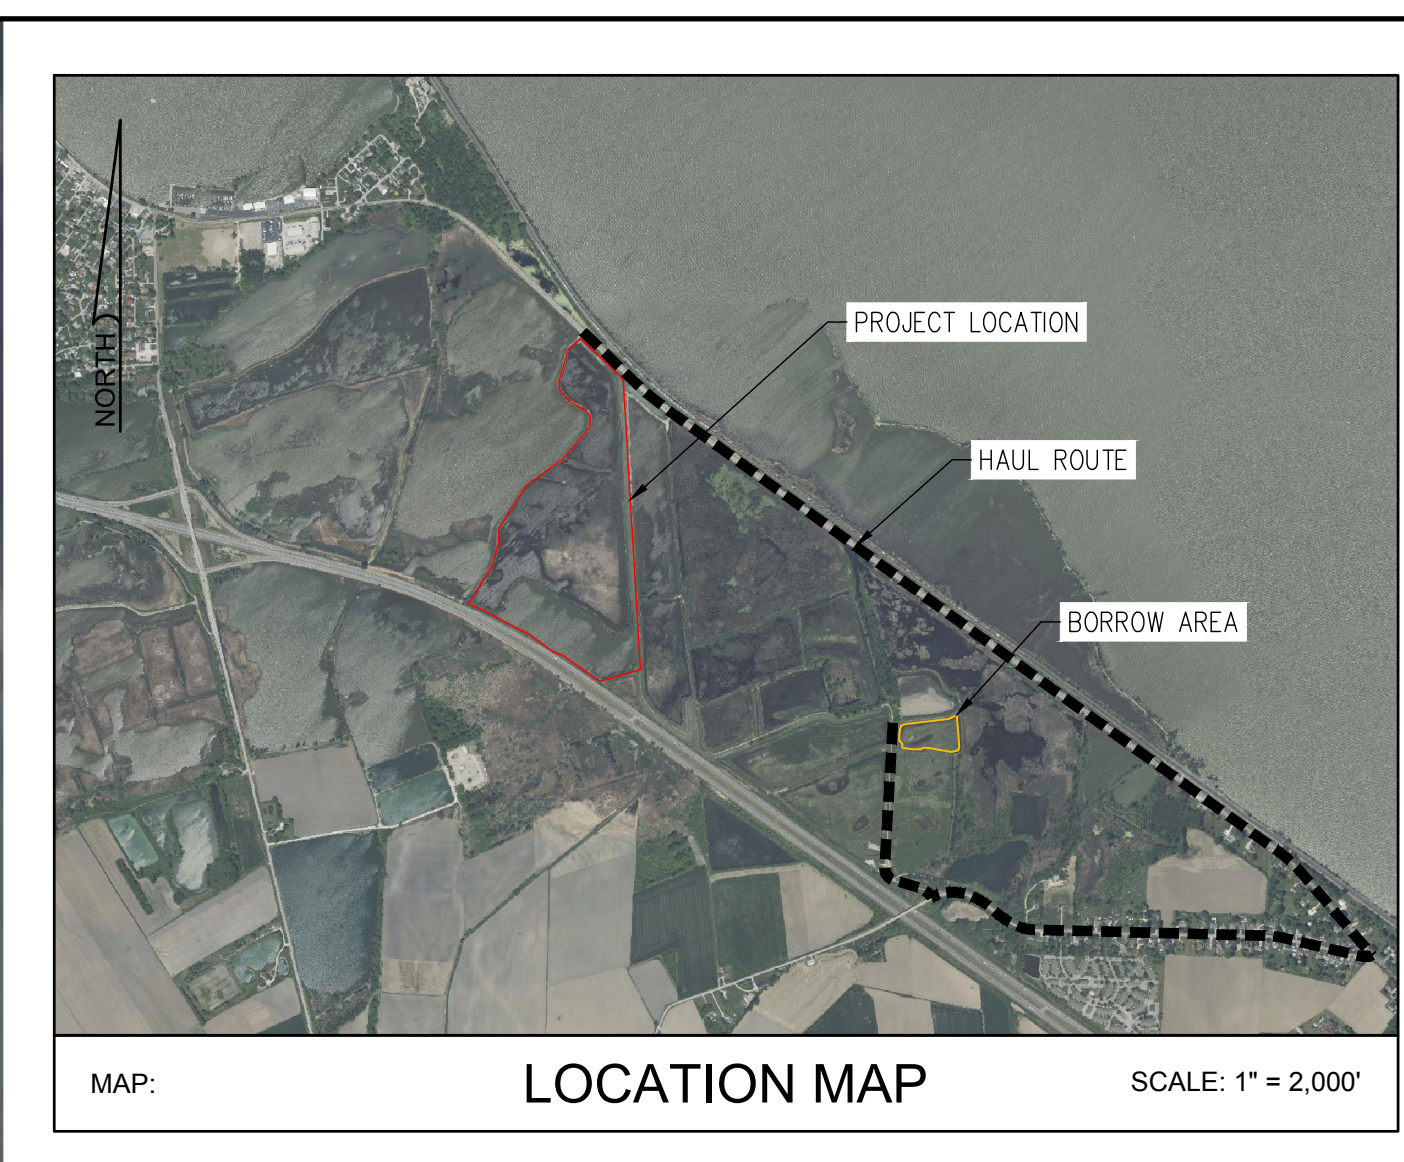 NORTH
PROJECT LOCATION
HAUL ROUTE
BORROW AREA
MAP:
LOCATION MAP
SCALE: 1" = 2,000'